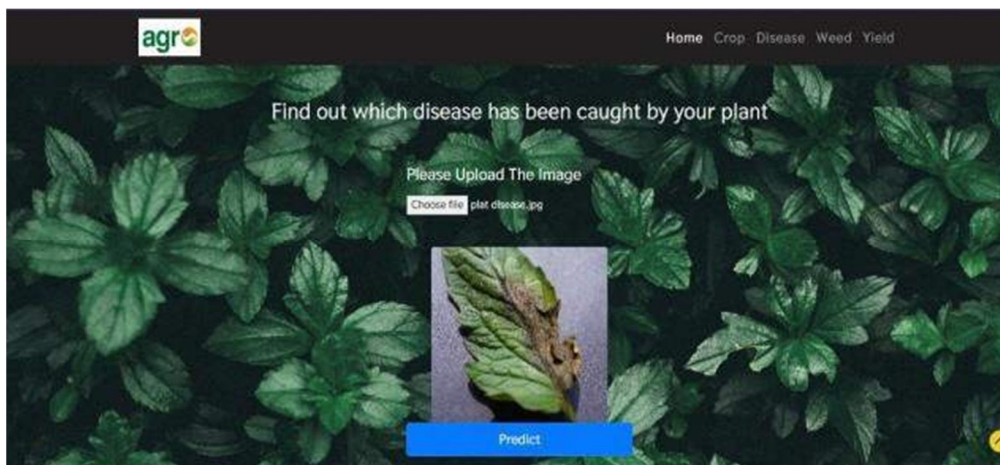 agro
Home Crop Disease Weed Yield
Find out which disease has been caught by your plant
Please Upload The Image
Choose file plat disease.jpg
Predict